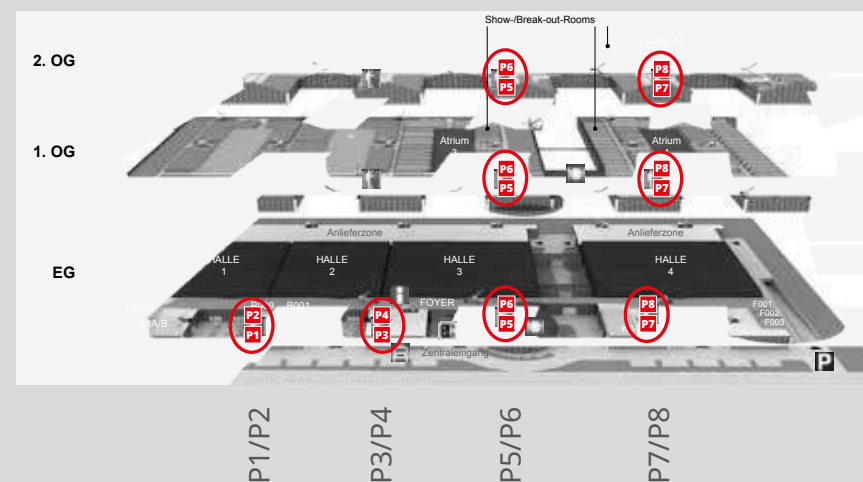 Show-/Break-out-Rooms
2. OG
P6
P5
P8
P7
1. OG
Atrium
Atrium
P6
P5
P8
P7
Anlieferzone
Anlieferzone
EG
HALLE
1
HALLE
2
HALLE
3
HALLE
4
P2
P1
B001
P4
P3
FOYER
P6
P5
P8
P7
F001
F002
F003
Zentraleingang
P
P1/P2
P3/P4
P5/P6
P7/P8